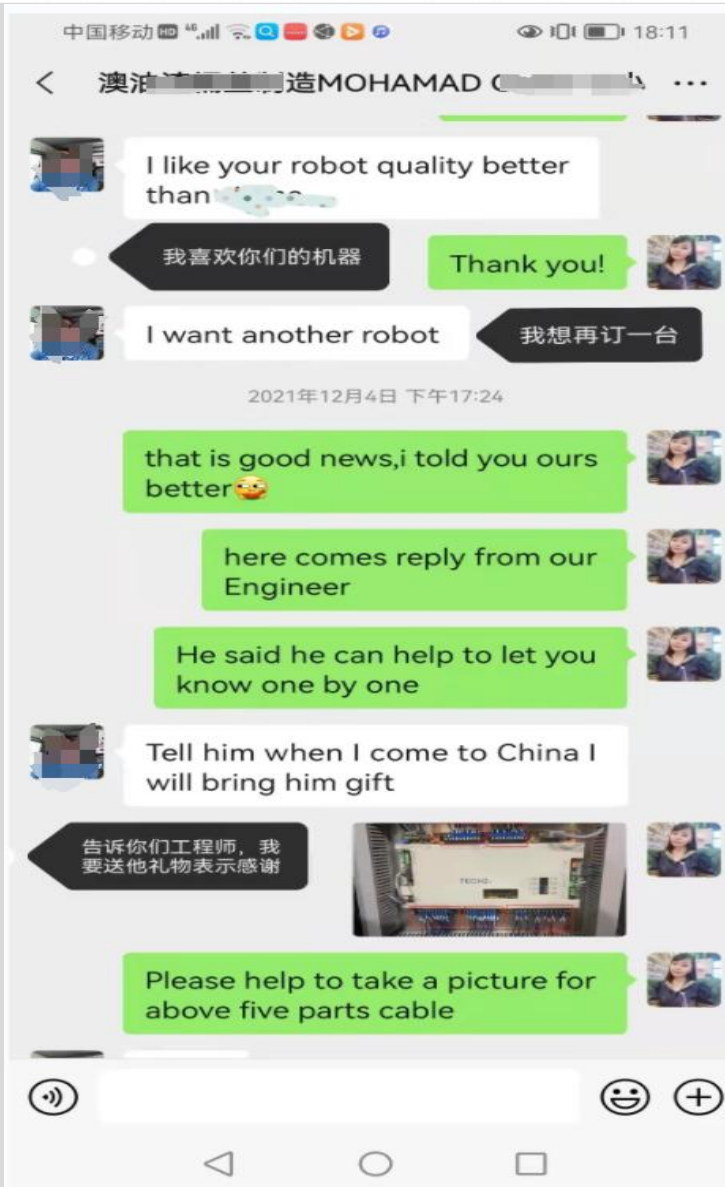 中国移动 HD 4G 18:11
澳油 造MOHAMAD
I like your robot quality better
than
我喜欢你们的机器
Thank you!
I want another robot
我想再订一台
2021年12月4日 下午17:24
that is good news,i told you ours
better
here comes reply from our
Engineer
He said he can help to let you
know one by one
Tell him when I come to China I
will bring him gift
告诉你们工程师，我
要送他礼物表示感谢
Please help to take a picture for
above five parts cable